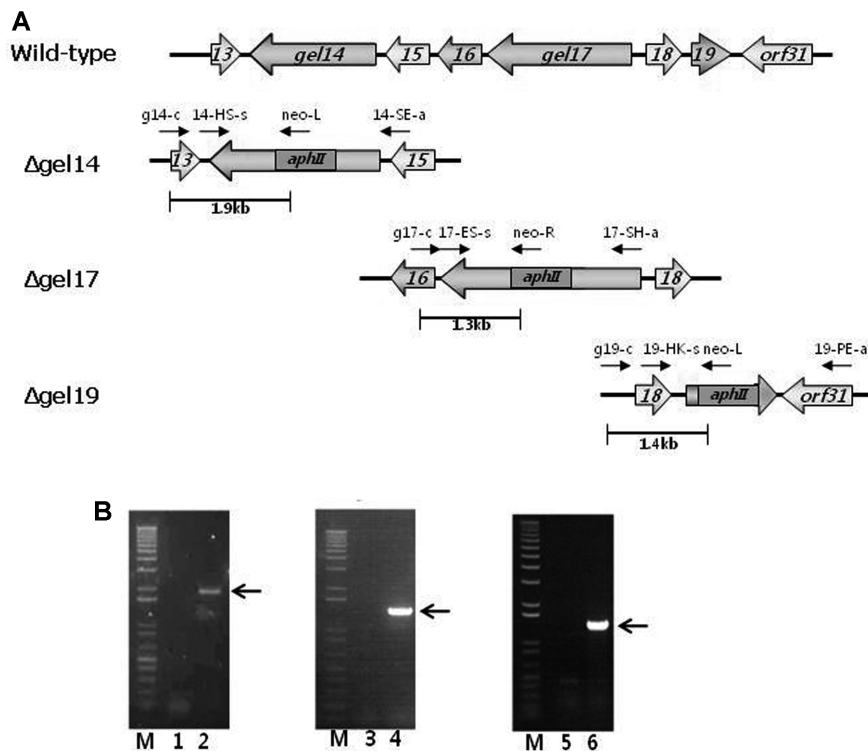 A
Wild-type
13 gel14 15 16 gel17 18 19 orf31
g14-c 14-HS-s neo-L 14-SE-a
Δgel14
13 aphII 15
1.9kb
g17-c 17-ES-s neo-R 17-SH-a
Δgel17
16 aphII 18
1.3kb
g19-c 19-HK-s neo-L 19-PE-a
Δgel19
18 aphII orf31
1.4kb
B
M 1 2 M 3 4 M 5 6